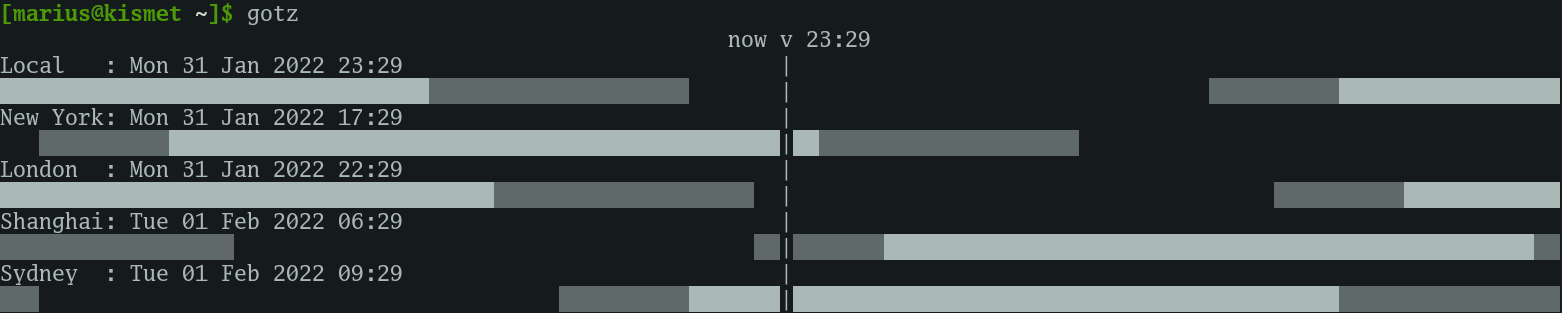 [marius@kismet ~]$ gotz
now v 23:29
Local   : Mon 31 Jan 2022 23:29
New York: Mon 31 Jan 2022 17:29
London  : Mon 31 Jan 2022 22:29
Shanghai: Tue 01 Feb 2022 06:29
Sydney  : Tue 01 Feb 2022 09:29